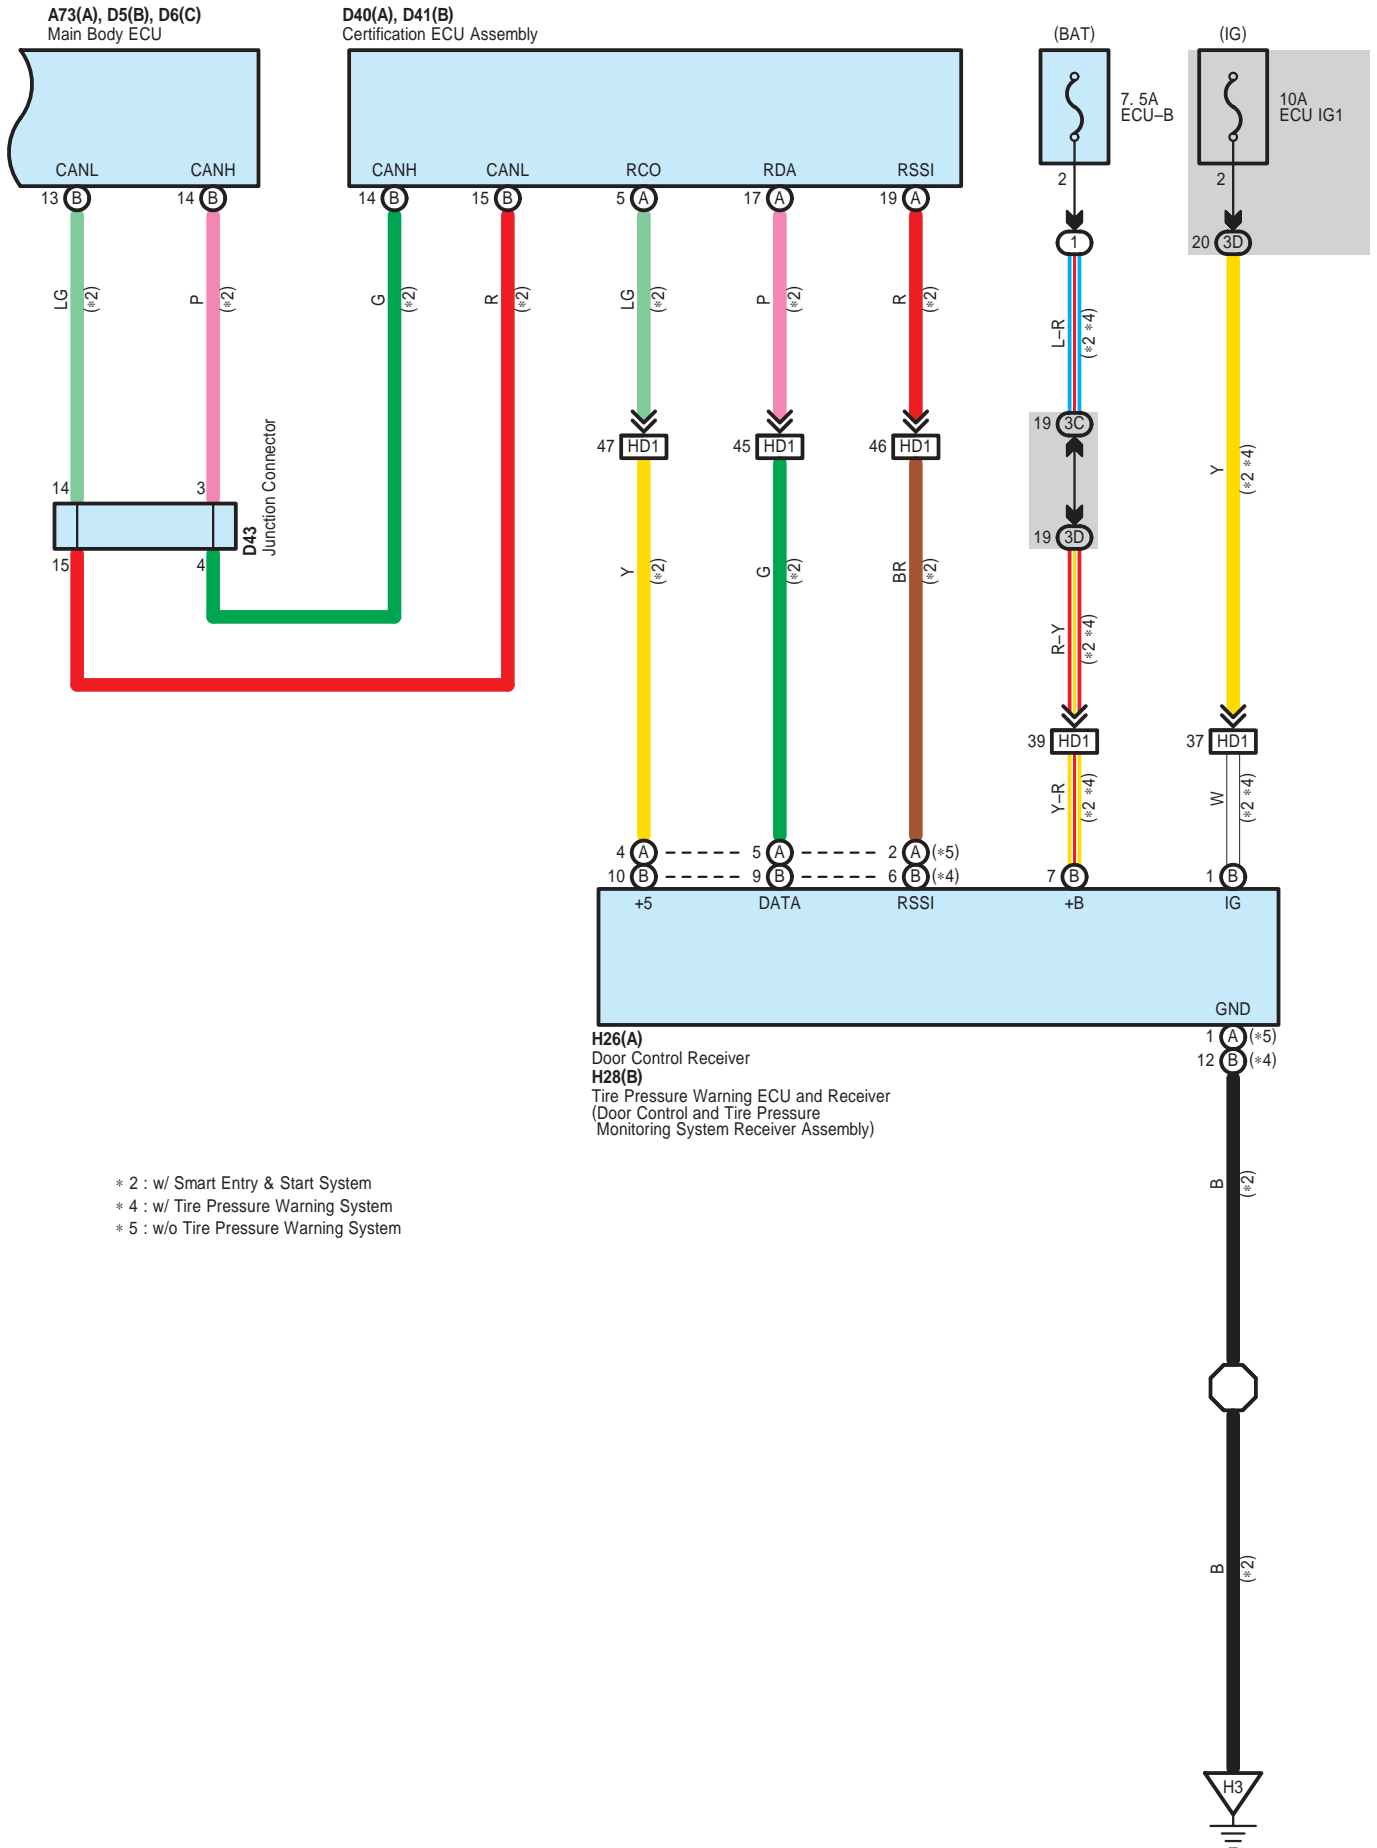 A73(A), D5(B), D6(C)
Main Body ECU
D40(A), D41(B)
Certification ECU Assembly
(BAT)
(IG)
7. 5A
ECU–B
10A
ECU IG1
CANL
CANH
CANH
CANL
RCO
RDA
RSSI
2
2
13 B
14 B
14 B
15 B
5 A
17 A
19 A
1
20 3D
LG
(*2)
P
(*2)
G
(*2)
R
(*2)
LG
(*2)
P
(*2)
R
(*2)
L–R
(*2 *4)
Y
(*2 *4)
19 3C
47 HD1
45 HD1
46 HD1
14
3
D43
Junction Connector
15
4
19 3D
Y
(*2)
G
(*2)
BR
(*2)
R–Y
(*2 *4)
39 HD1
37 HD1
Y–R
(*2 *4)
W
(*2 *4)
4 A
5 A
2 A (*5)
10 B
9 B
6 B (*4)
7 B
1 B
+5
DATA
RSSI
+B
IG
GND
1 A (*5)
12 B (*4)
H26(A)
Door Control Receiver
H28(B)
Tire Pressure Warning ECU and Receiver
(Door Control and Tire Pressure
Monitoring System Receiver Assembly)
* 2 : w/ Smart Entry & Start System
* 4 : w/ Tire Pressure Warning System
* 5 : w/o Tire Pressure Warning System
B
(*2)
B
(*2)
H3